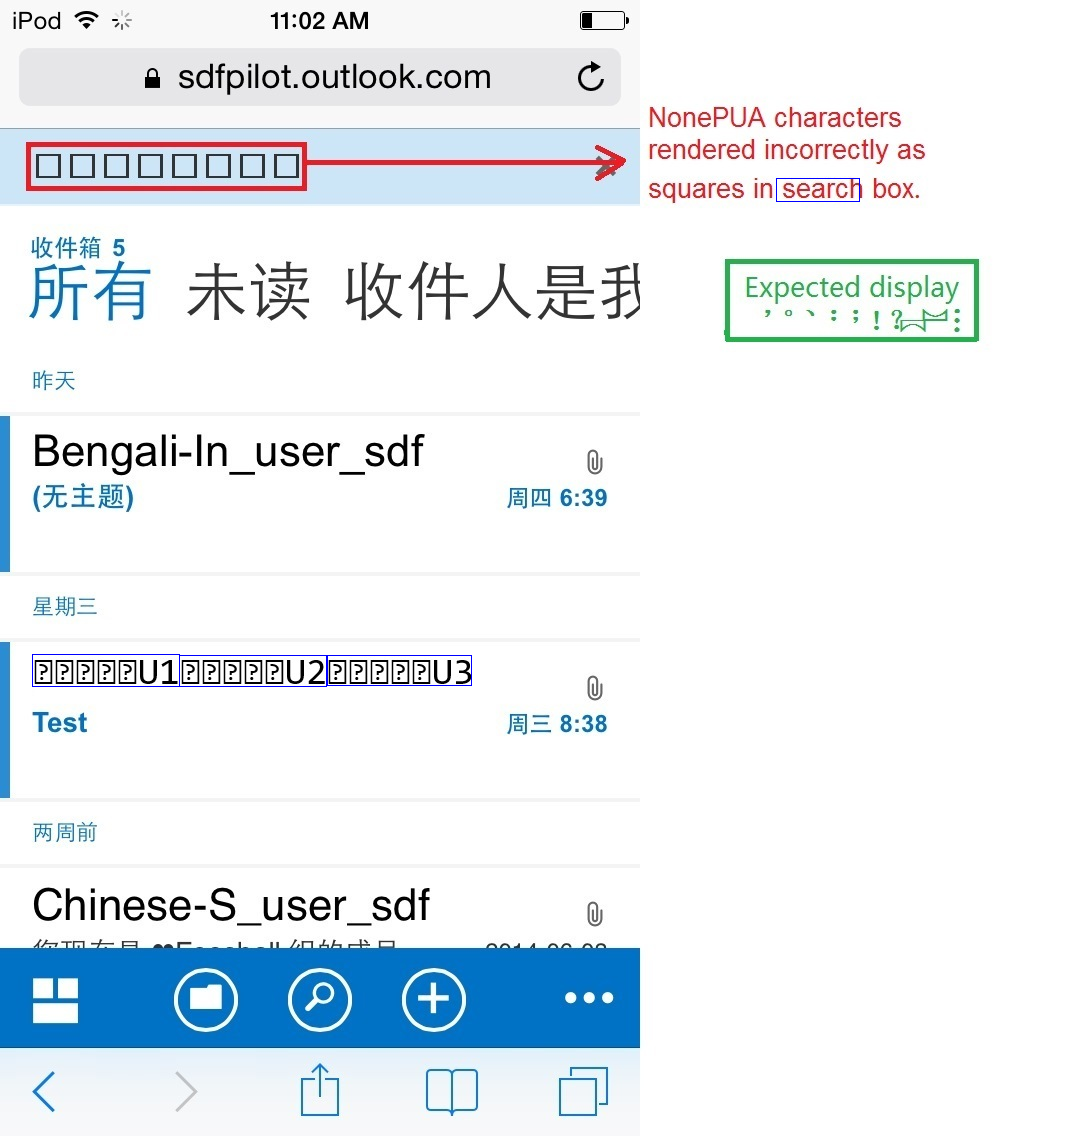 iPod 11:02 AM
sdfpilot.outlook.com
□□□□□□□□
NonePUA characters
rendered incorrectly as
squares in search box.
Expected display
收件箱 5
所有 未读 收件人是我
昨天
Bengali-In_user_sdf
(无主题) 周四 6:39
星期三
U1 U2 U3
Test 周三 8:38
两周前
Chinese-S_user_sdf